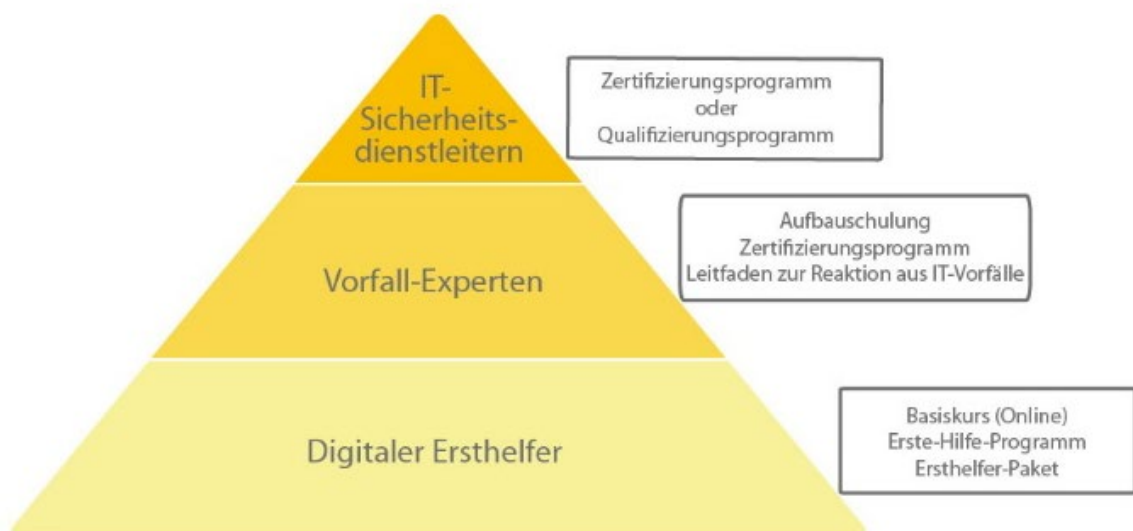 IT-
Sicherheits-
dienstleitern
Zertifizierungsprogramm
oder
Qualifizierungsprogramm
Vorfall-Experten
Aufbauschulung
Zertifizierungsprogramm
Leitfaden zur Reaktion aus IT-Vorfälle
Digitaler Ersthelfer
Basiskurs (Online)
Erste-Hilfe-Programm
Ersthelfer-Paket